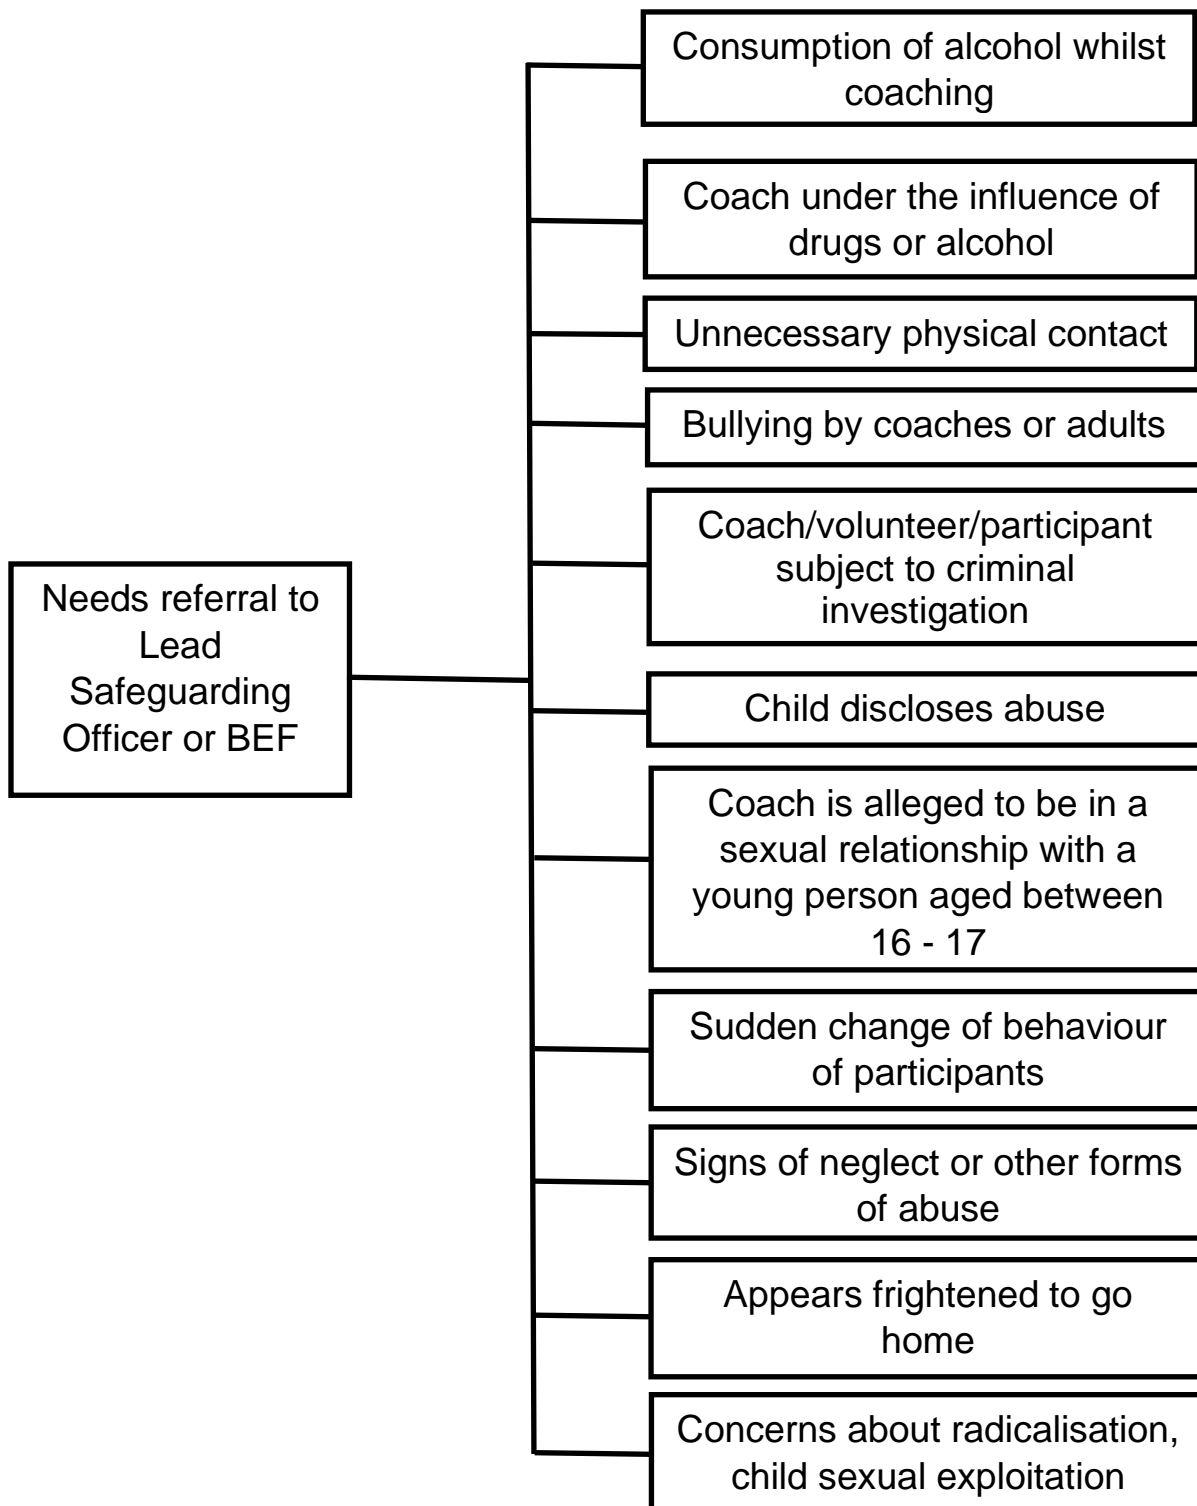 Consumption of alcohol whilst
coaching
Coach under the influence of
drugs or alcohol
Unnecessary physical contact
Bullying by coaches or adults
Coach/volunteer/participant
subject to criminal
investigation
Needs referral to
Lead
Safeguarding
Officer or BEF
Child discloses abuse
Coach is alleged to be in a
sexual relationship with a
young person aged between
16 - 17
Sudden change of behaviour
of participants
Signs of neglect or other forms
of abuse
Appears frightened to go
home
Concerns about radicalisation,
child sexual exploitation